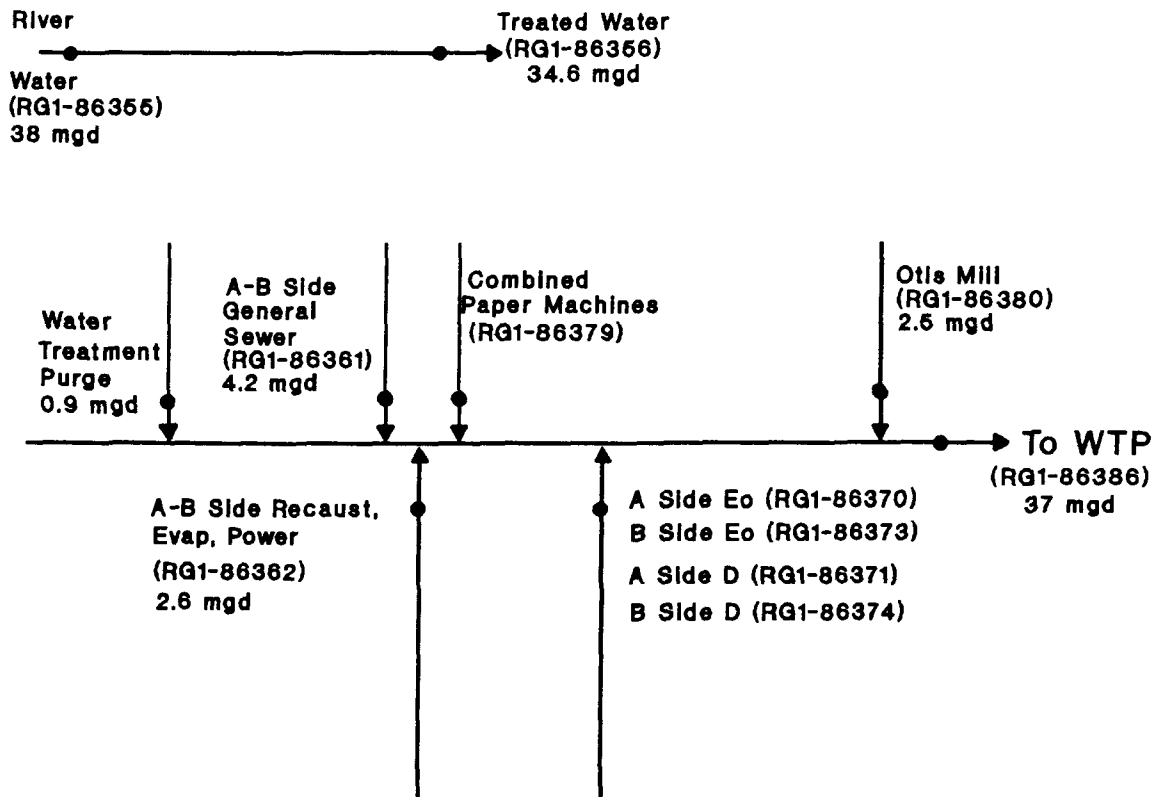 River
Water
(RG1-86355)
38 mgd
Treated Water
(RG1-86356)
34.6 mgd
Water
Treatment
Purge
0.9 mgd
A-B Side
General
Sewer
(RG1-86361)
4.2 mgd
Combined
Paper Machines
(RG1-86379)
Otis Mill
(RG1-86380)
2.5 mgd
To WTP
(RG1-86386)
37 mgd
A-B Side Recaust,
Evap, Power
(RG1-86362)
2.6 mgd
A Side Eo (RG1-86370)
B Side Eo (RG1-86373)
A Side D (RG1-86371)
B Side D (RG1-86374)